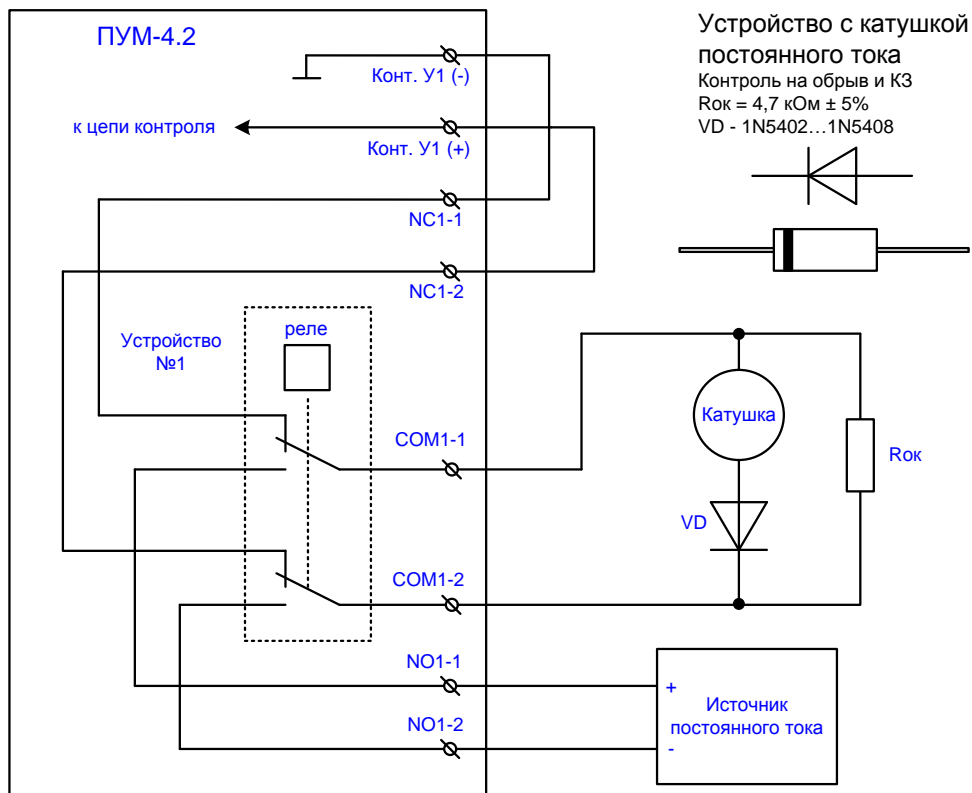 ПУМ-4.2
Конт. У1 (-)
к цепи контроля
Конт. У1 (+)
NC1-1
NC1-2
Устройство с катушкой
постоянного тока
Контроль на обрыв и КЗ
Rок = 4,7 кОм ± 5%
VD - 1N5402…1N5408
Устройство
№1
реле
COM1-1
Катушка
Rок
VD
COM1-2
NO1-1
NO1-2
+
Источник
постоянного тока
-